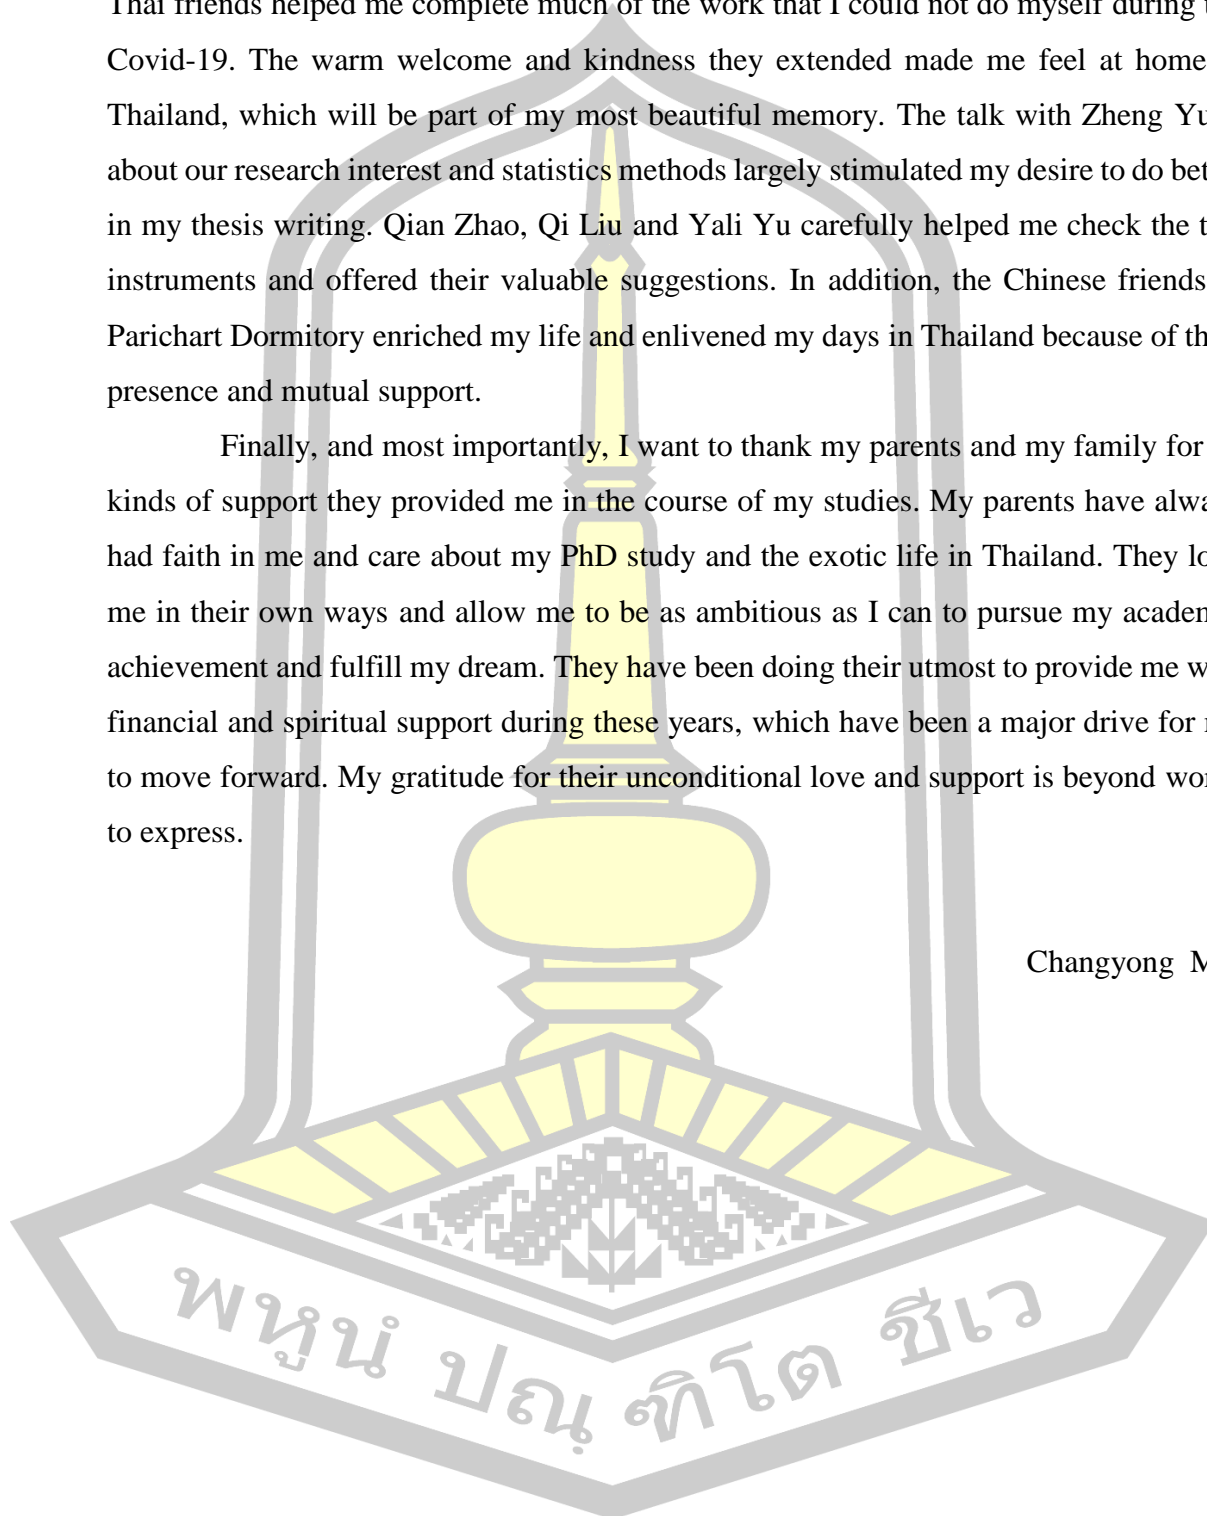 Thai friends helped me complete much of the work that I could not do myself during
Covid-19. The warm welcome and kindness they extended made me feel at home
Thailand, which will be part of my most beautiful memory. The talk with Zheng Yu
about our research interest and statistics methods largely stimulated my desire to do bet
in my thesis writing. Qian Zhao, Qi Liu and Yali Yu carefully helped me check the t
instruments and offered their valuable suggestions. In addition, the Chinese friends
Parichart Dormitory enriched my life and enlivened my days in Thailand because of th
presence and mutual support.
Finally, and most importantly, I want to thank my parents and my family for
kinds of support they provided me in the course of my studies. My parents have alwa
had faith in me and care about my PhD study and the exotic life in Thailand. They lo
me in their own ways and allow me to be as ambitious as I can to pursue my academ
achievement and fulfill my dream. They have been doing their utmost to provide me w
financial and spiritual support during these years, which have been a major drive for
to move forward. My gratitude for their unconditional love and support is beyond wor
to express.
Changyong M
พหูนํ ปณฺฑิโต ชีเว